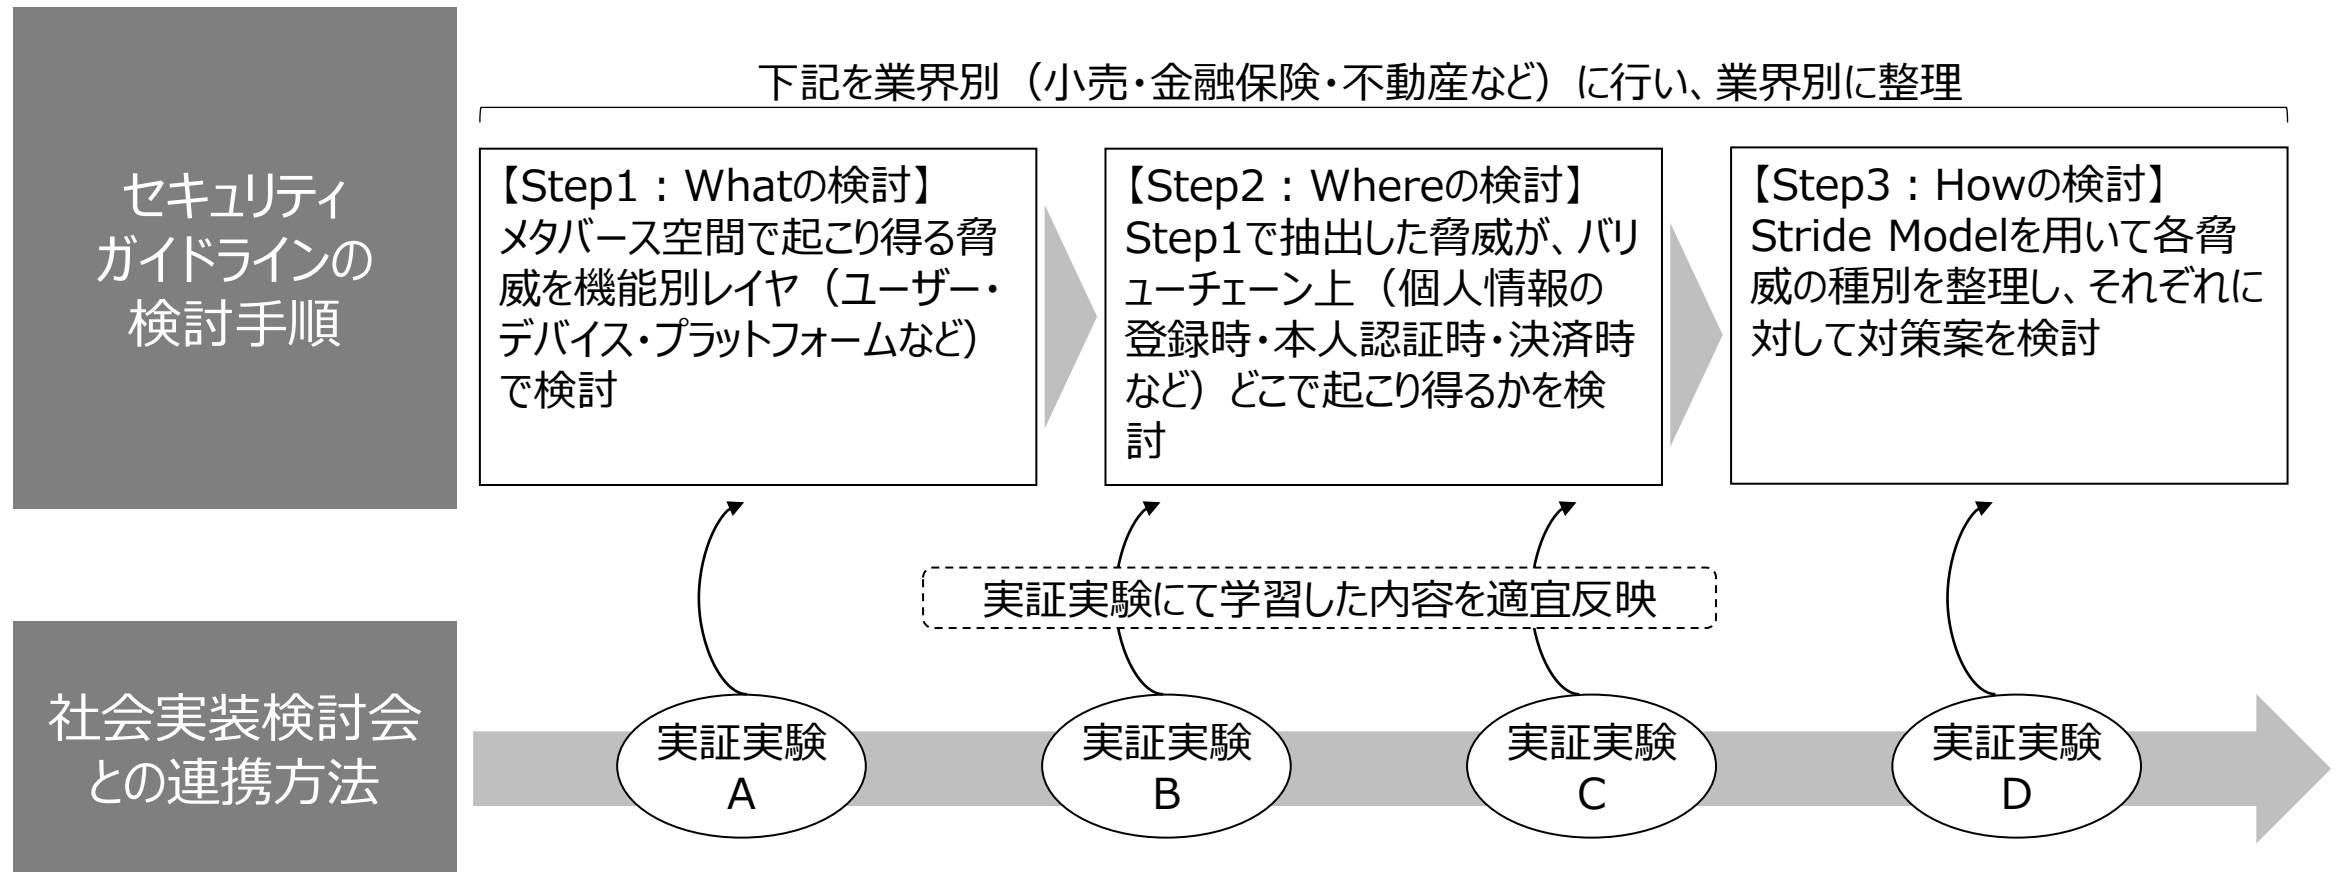 セキュリティ
ガイドラインの
検討手順
下記を業界別（小売・金融保険・不動産など）に行い、業界別に整理
【Step1：Whatの検討】
メタバース空間で起こり得る脅
威を機能別レイヤ（ユーザー・
デバイス・プラットフォームなど）
で検討
【Step2：Whereの検討】
Step1で抽出した脅威が、バリ
ューチェーン上（個人情報の
登録時・本人認証時・決済時
など）どこで起こり得るかを検
討
【Step3：Howの検討】
Stride Modelを用いて各脅
威の種別を整理し、それぞれに
対して対策案を検討
実証実験にて学習した内容を適宜反映
社会実装検討会
との連携方法
実証実験
A
実証実験
B
実証実験
C
実証実験
D